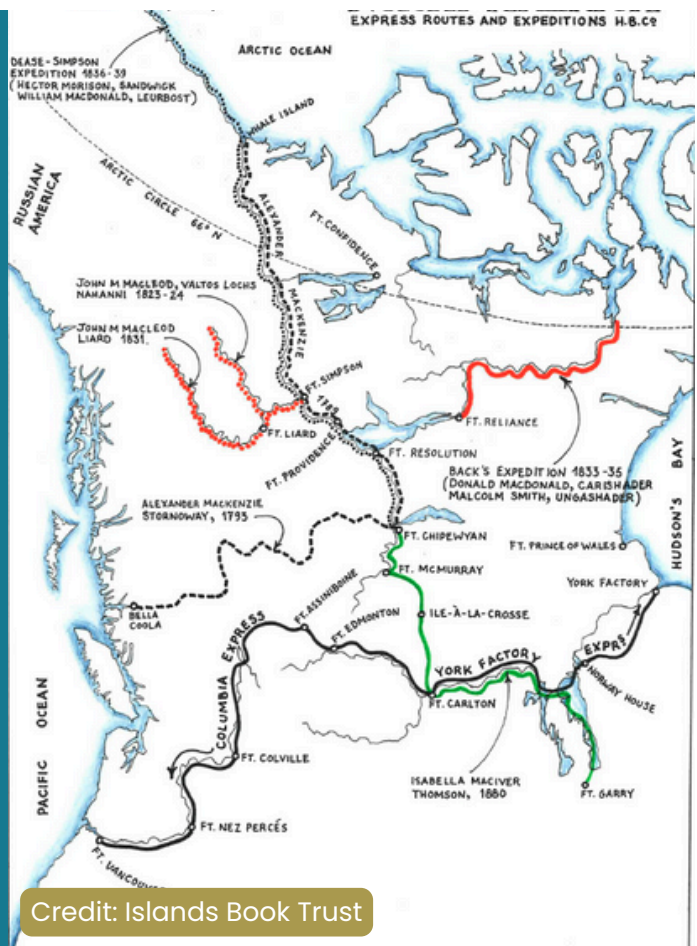 EXPRESS ROUTES AND EXPEDITIONS H.B.Cº
ARCTIC OCEAN
DEASE-SIMPSON
EXPEDITION 1836-39
(HECTOR MORISON, SANDWICK
WILLIAM MACDONALD, LEURBOST)
WHALE ISLAND
RUSSIAN
AMERICA
ARCTIC CIRCLE 66° N
ALEXANDER
MACKENZIE
1789
FT. CONFIDENCE
JOHN M MACLEOD, VALTOS LOCHS
NAHANNI 1823-24
JOHN M MACLEOD
LIARD 1831.
FT. SIMPSON
FT. LIARD
FT. RELIANCE
FT. PROVIDENCE
FT. RESOLUTION
BACK'S EXPEDITION 1833-35
(DONALD MACDONALD, CARISHADER
MALCOLM SMITH, UNGASHADER)
HUDSON'S BAY
ALEXANDER MACKENZIE
STORNOWAY, 1793
FT. CHIPEWYAN
FT. PRINCE OF WALES
FT. MCMURRAY
YORK FACTORY
BELLA
COOLA
FT. ASSINIBOINE
FT. EDMONTON
ILE-À-LA-CROSSE
COLUMBIA EXPRESS
YORK FACTORY
EXPRS
NORWAY HOUSE
FT. CARLTON
PACIFIC OCEAN
FT. COLVILLE
ISABELLA MACIVER
THOMSON, 1880
FT. GARRY
FT. NEZ PERCÉS
FT. VANCOU
Credit: Islands Book Trust